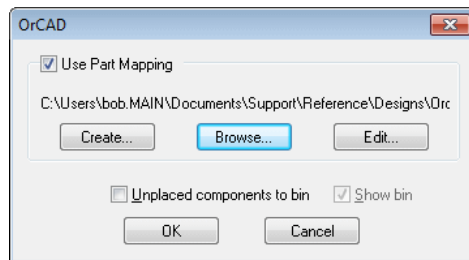 OrCAD
Use Part Mapping
C:\Users\bob.MAIN\Documents\Support\Reference\Designs\Orc
Create... Browse... Edit...
Unplaced components to bin Show bin
OK Cancel